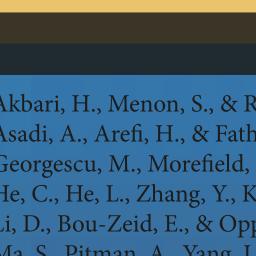 Akbari, H., Menon, S., & R
Asadi, A., Arefi, H., & Fath
Georgescu, M., Morefield,
He, C., He, L., Zhang, Y., K
Li, D., Bou-Zeid, E., & Opp
Ma, S., Pitman, A., Yang, J